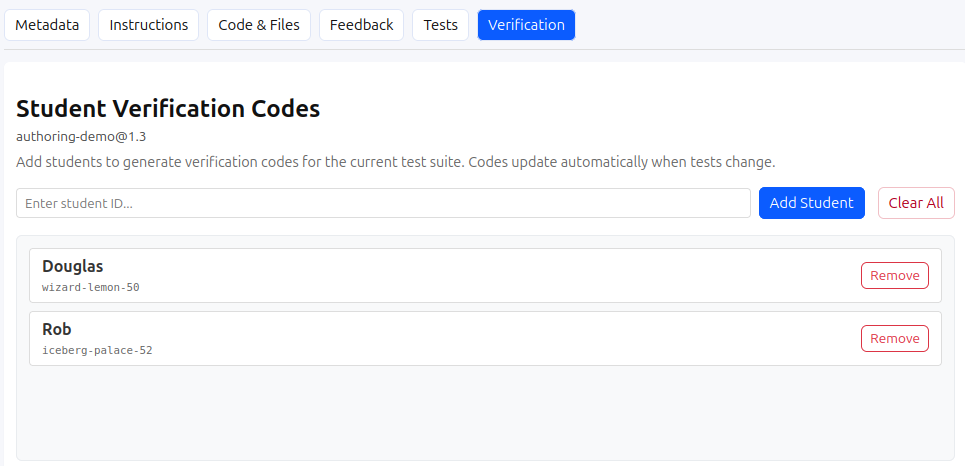 Metadata Instructions Code & Files Feedback Tests Verification
Student Verification Codes
authoring-demo@1.3
Add students to generate verification codes for the current test suite. Codes update automatically when tests change.
Enter student ID... Add Student Clear All
Douglas
wizard-lemon-50
Remove
Rob
iceberg-palace-52
Remove